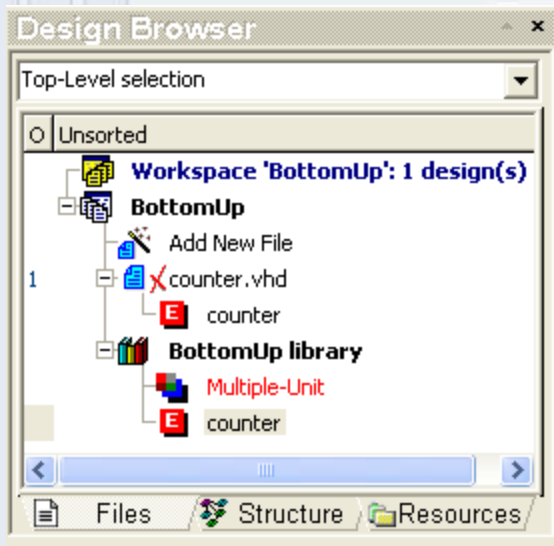 Design Browser
Top-Level selection
O Unsorted
Workspace 'BottomUp': 1 design(s)
BottomUp
Add New File
1 counter.vhd
E counter
BottomUp library
Multiple-Unit
E counter
Files Structure Resources